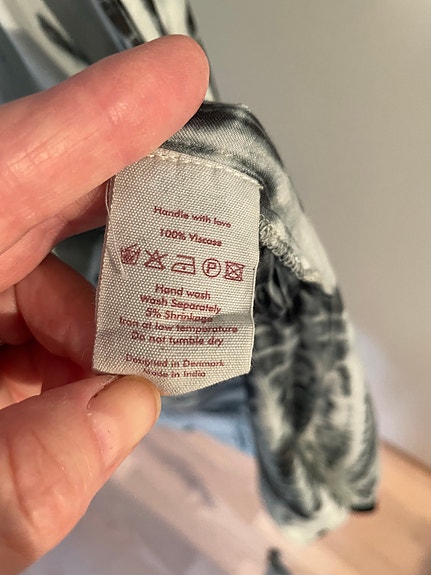 Handle with love
100% Viscose
P
Hand wash
Wash Separately
5% Shrinkage
Iron at low temperature
Do not tumble dry
Designed in Denmark
Made in India